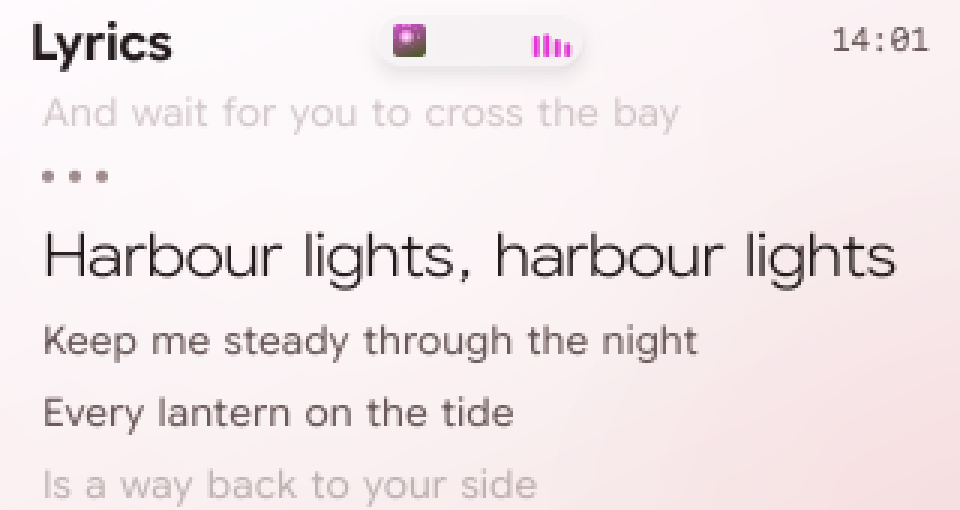 Lyrics
14:01
And wait for you to cross the bay
•••
Harbour lights, harbour lights
Keep me steady through the night
Every lantern on the tide
Is a way back to your side